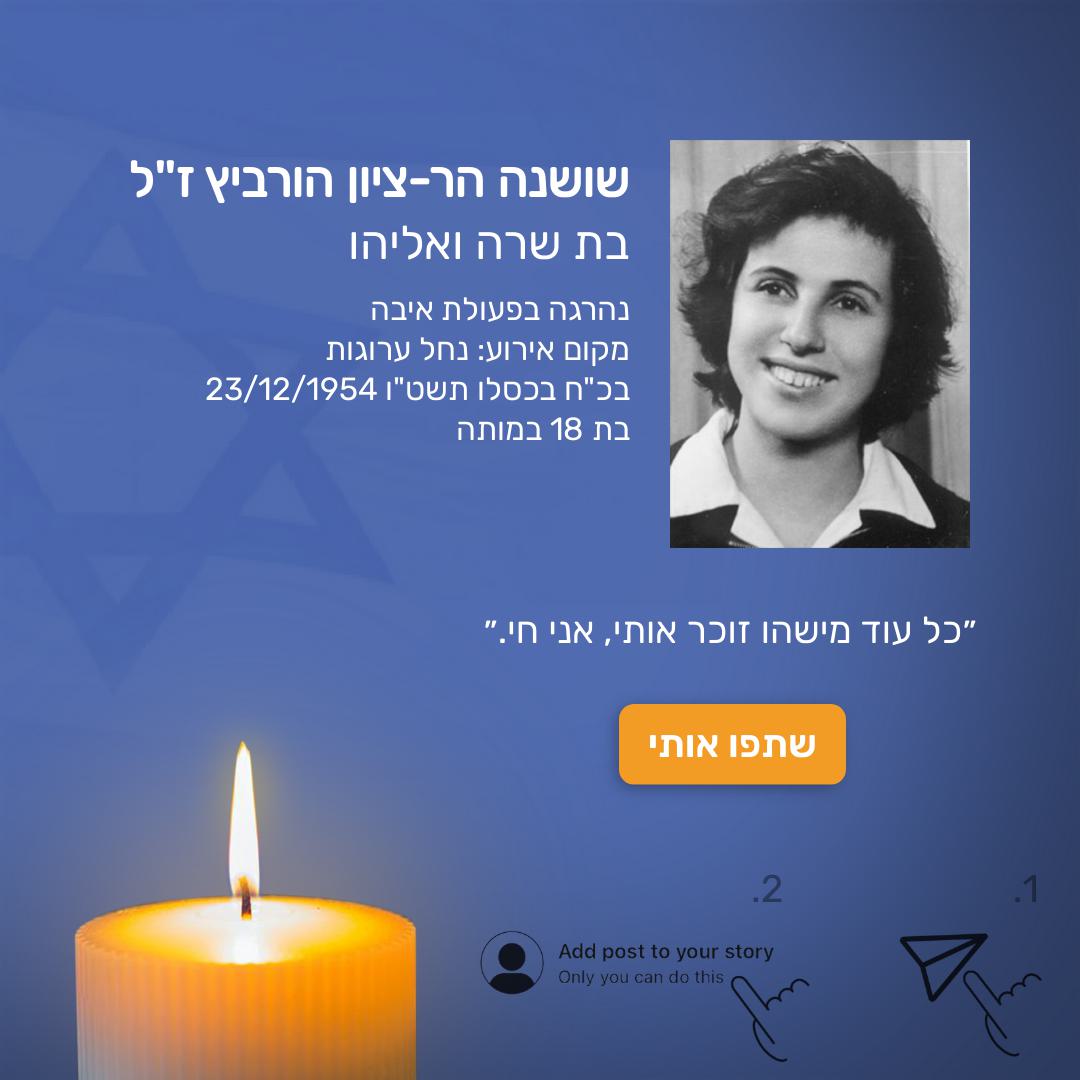 שושנה הר-ציון הורביץ ז"ל
בת שרה ואליהו
נהרגה בפעולת איבה
מקום אירוע: נחל ערוגות
בכ"ח בכסלו תשט"ו 23/12/1954
בת 18 במותה
״כל עוד מישהו זוכר אותי, אני חי.״
שתפו אותי
1.
2.
Add post to your story
Only you can do this